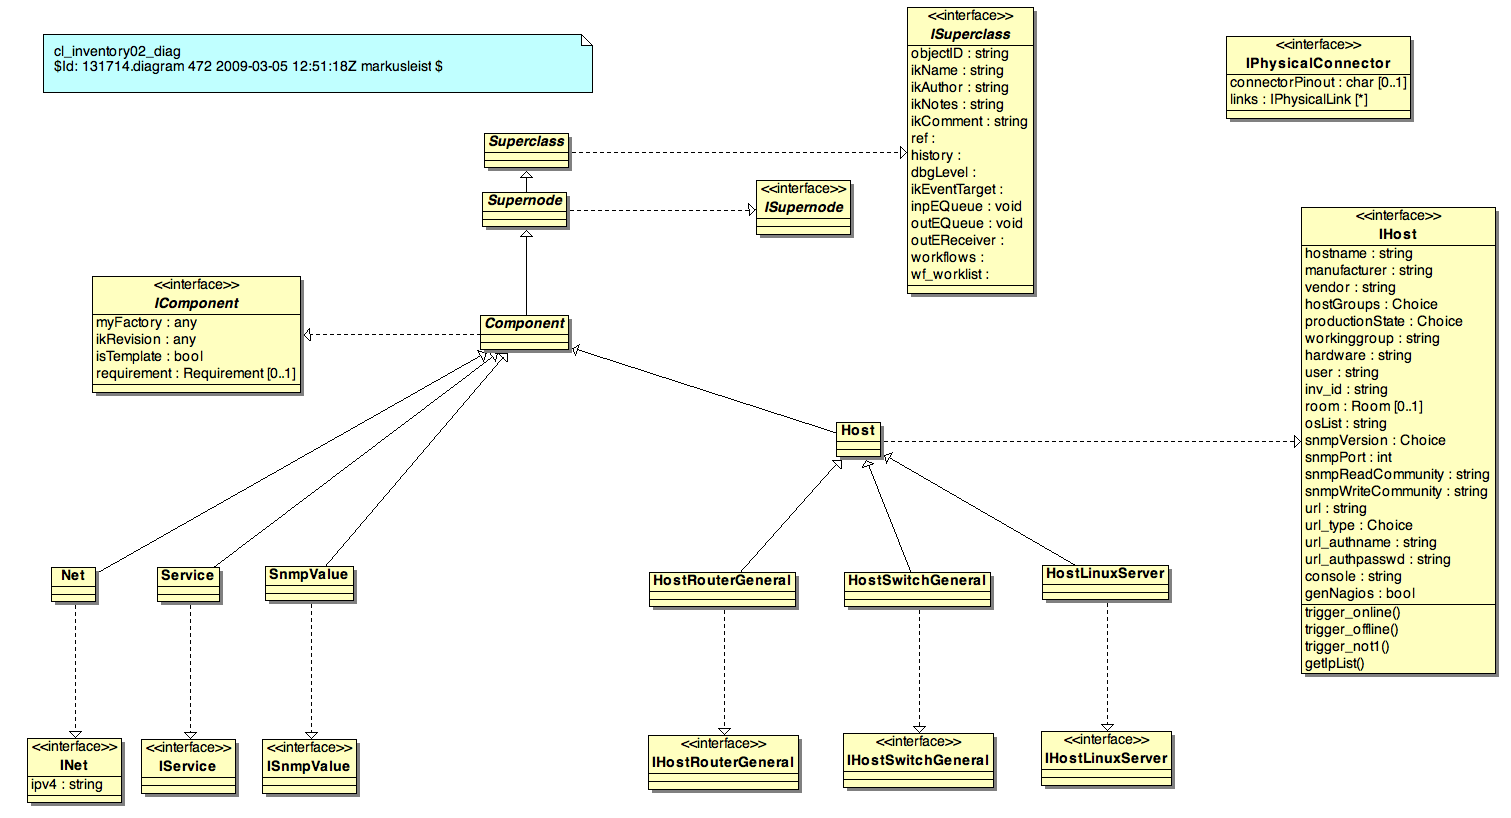 cl_inventory02_diag
$Id: 131714.diagram 472 2009-03-05 12:51:18Z markusleist $
<<interface>>
ISuperclass
objectID : string
ikName : string
ikAuthor : string
ikNotes : string
ikComment : string
ref :
history :
dbgLevel :
ikEventTarget :
inpEQueue : void
outEQueue : void
outEReceiver :
workflows :
wf_worklist :
<<interface>>
IPhysicalConnector
connectorPinout : char [0..1]
links : IPhysicalLink [*]
Superclass
Supernode
<<interface>>
ISupernode
<<interface>>
IHost
hostname : string
manufacturer : string
vendor : string
hostGroups : Choice
productionState : Choice
workinggroup : string
hardware : string
user : string
inv_id : string
room : Room [0..1]
osList : string
snmpVersion : Choice
snmpPort : int
snmpReadCommunity : string
snmpWriteCommunity : string
url : string
url_type : Choice
url_authname : string
url_authpasswd : string
console : string
genNagios : bool
trigger_online()
trigger_offline()
trigger_not1()
getIpList()
<<interface>>
IComponent
myFactory : any
ikRevision : any
isTemplate : bool
requirement : Requirement [0..1]
Component
Host
Net
Service
SnmpValue
HostRouterGeneral
HostSwitchGeneral
HostLinuxServer
<<interface>>
INet
ipv4 : string
<<interface>>
IService
<<interface>>
ISnmpValue
<<interface>>
IHostRouterGeneral
<<interface>>
IHostSwitchGeneral
<<interface>>
IHostLinuxServer